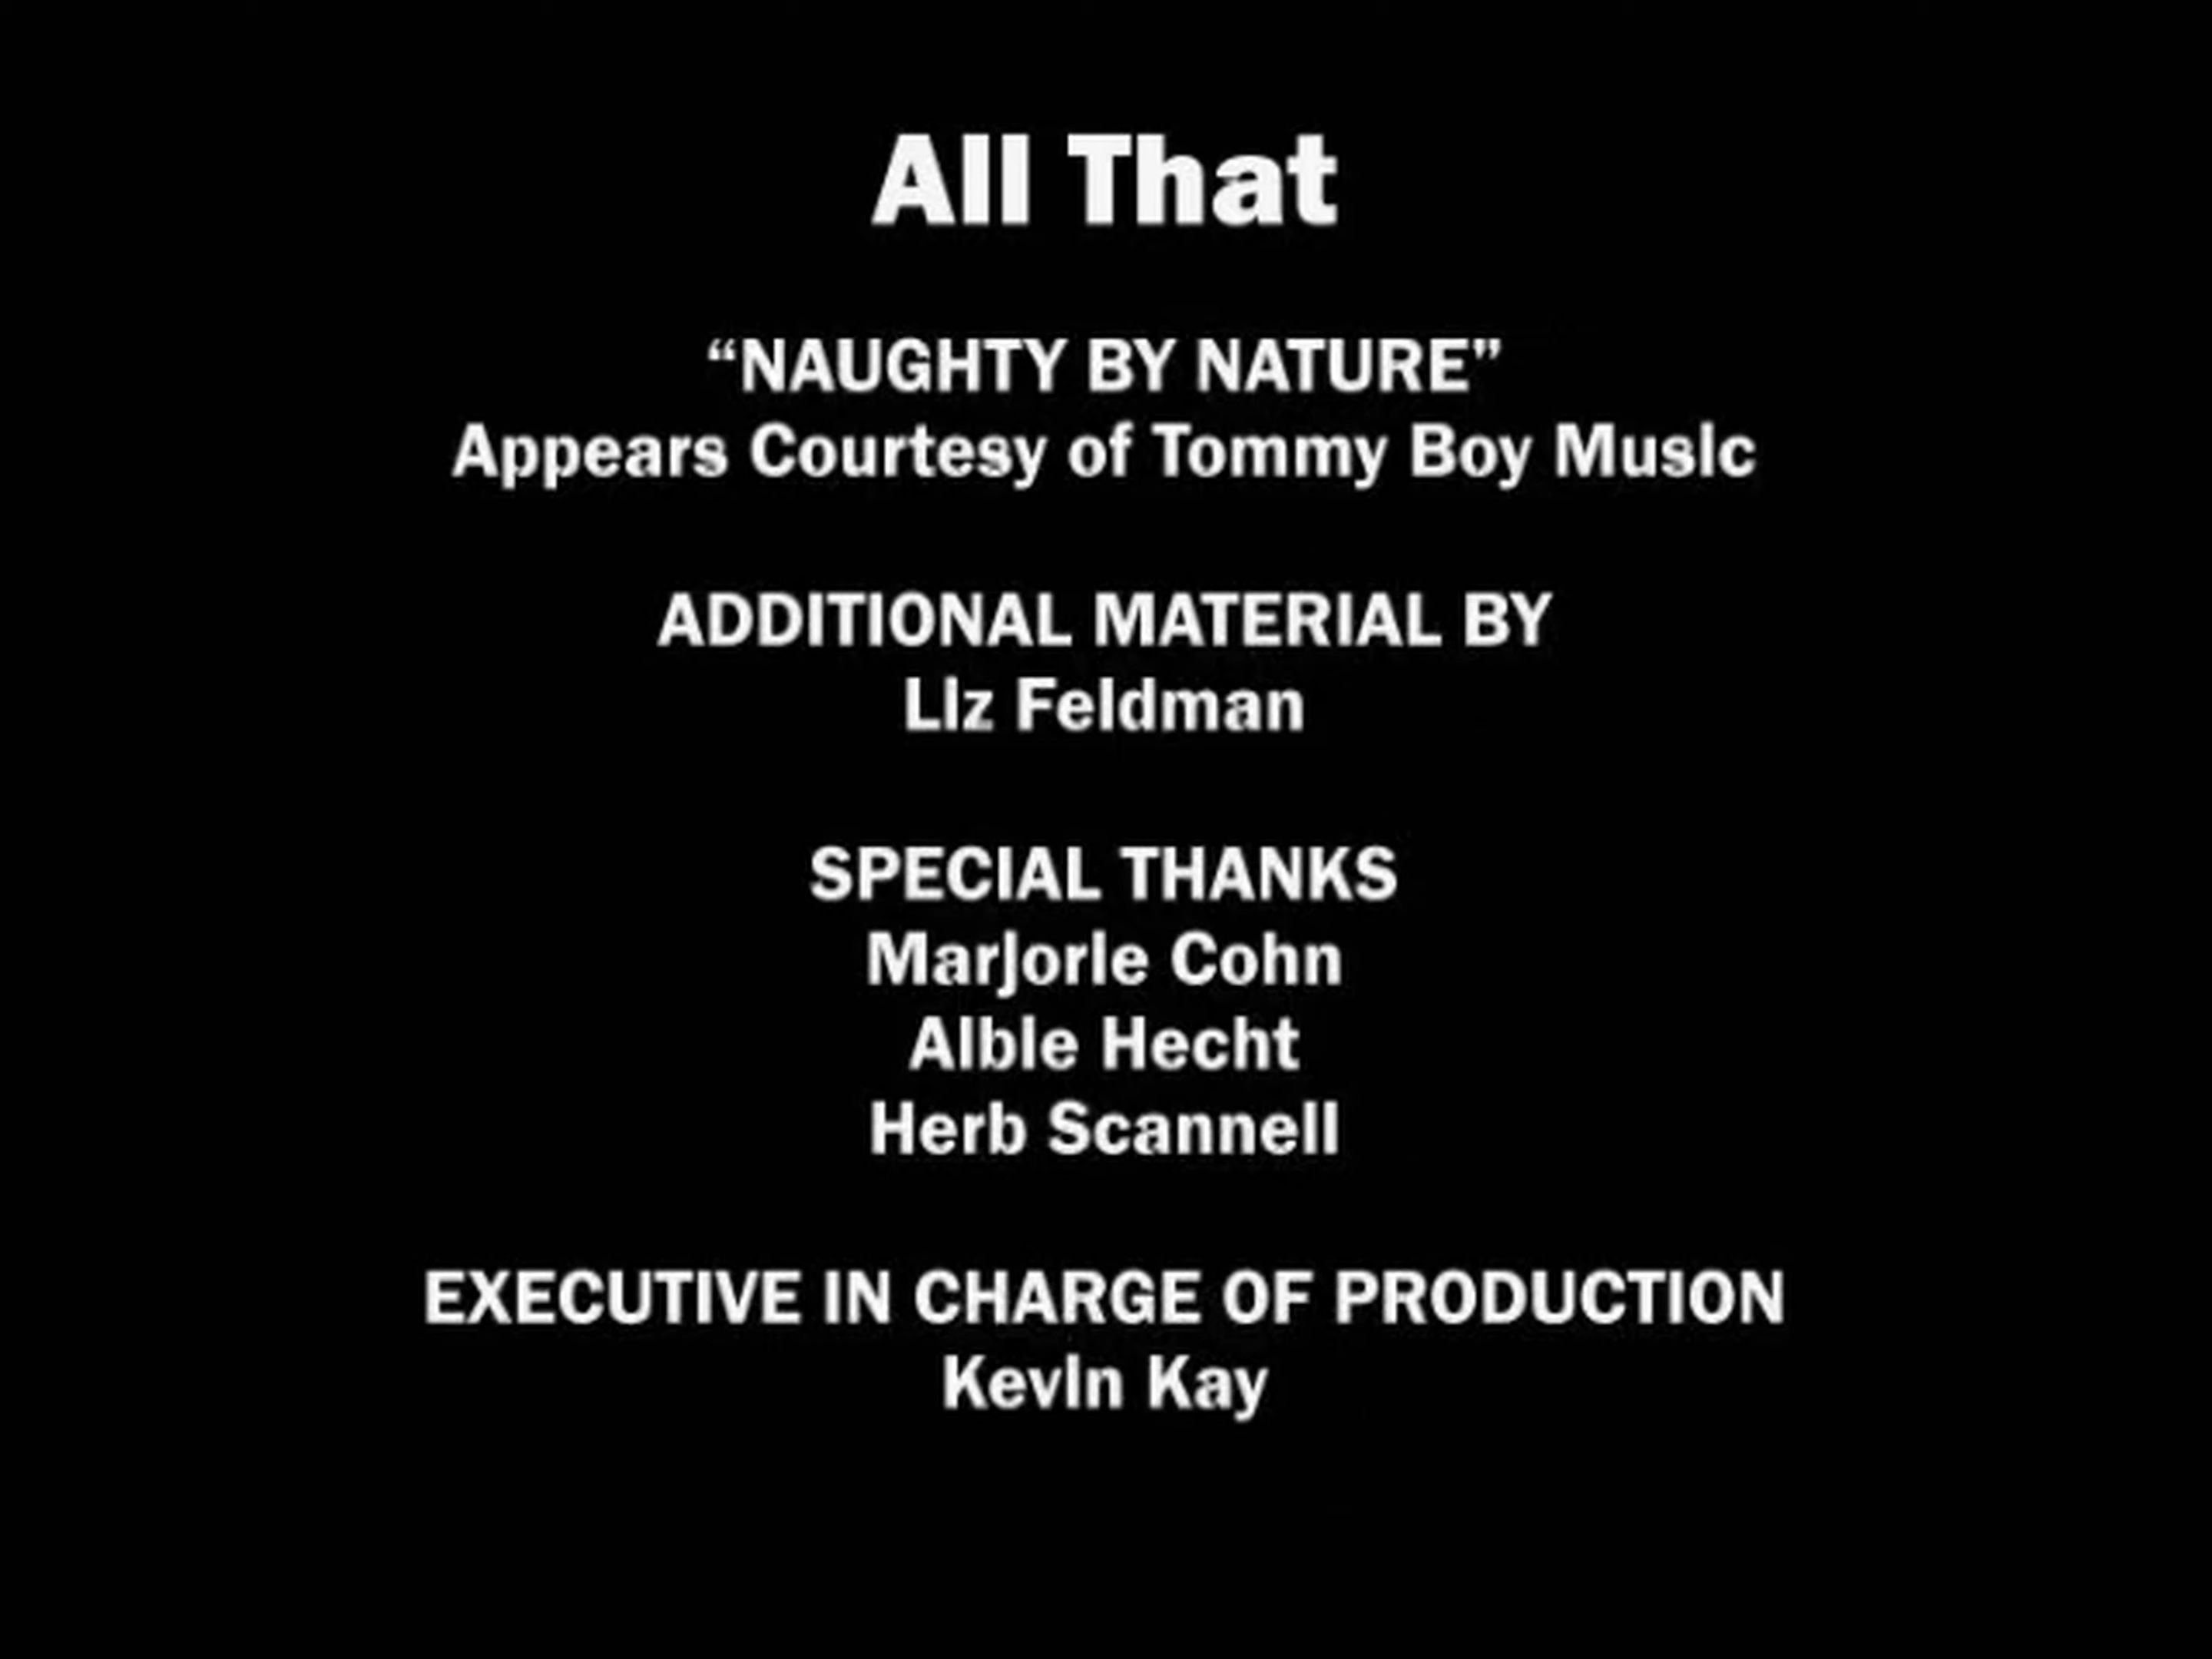 All That
“NAUGHTY BY NATURE”
Appears Courtesy of Tommy Boy Music
ADDITIONAL MATERIAL BY
Liz Feldman
SPECIAL THANKS
Marjorie Cohn
Albie Hecht
Herb Scannell
EXECUTIVE IN CHARGE OF PRODUCTION
Kevin Kay